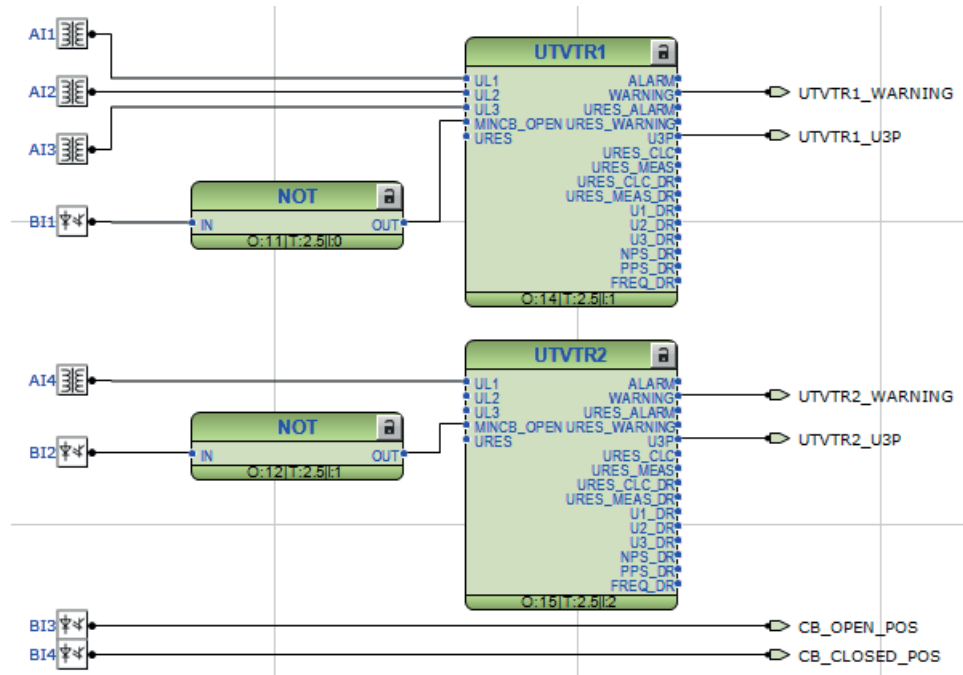 AI1
UTVTR1
UL1 ALARM
AI2 UL2 WARNING UTVTR1_WARNING
UL3 URES_ALARM
MINCB_OPEN URES_WARNING
URES U3P UTVTR1_U3P
AI3
URES_CLC
URES_MEAS
URES_CLC_DR
NOT URES_MEAS_DR
U1_DR
BI1 IN OUT U2_DR
O:11|T:2.5|I:0 U3_DR
NPS_DR
PPS_DR
FREQ_DR
O:14|T:2.5|I:1
UTVTR2
AI4 UL1 ALARM
UL2 WARNING UTVTR2_WARNING
UL3 URES_ALARM
NOT MINCB_OPEN URES_WARNING
URES U3P UTVTR2_U3P
BI2 IN OUT URES_CLC
O:12|T:2.5|I:1 URES_MEAS
URES_CLC_DR
URES_MEAS_DR
U1_DR
U2_DR
U3_DR
NPS_DR
PPS_DR
FREQ_DR
O:15|T:2.5|I:2
BI3 CB_OPEN_POS
BI4 CB_CLOSED_POS